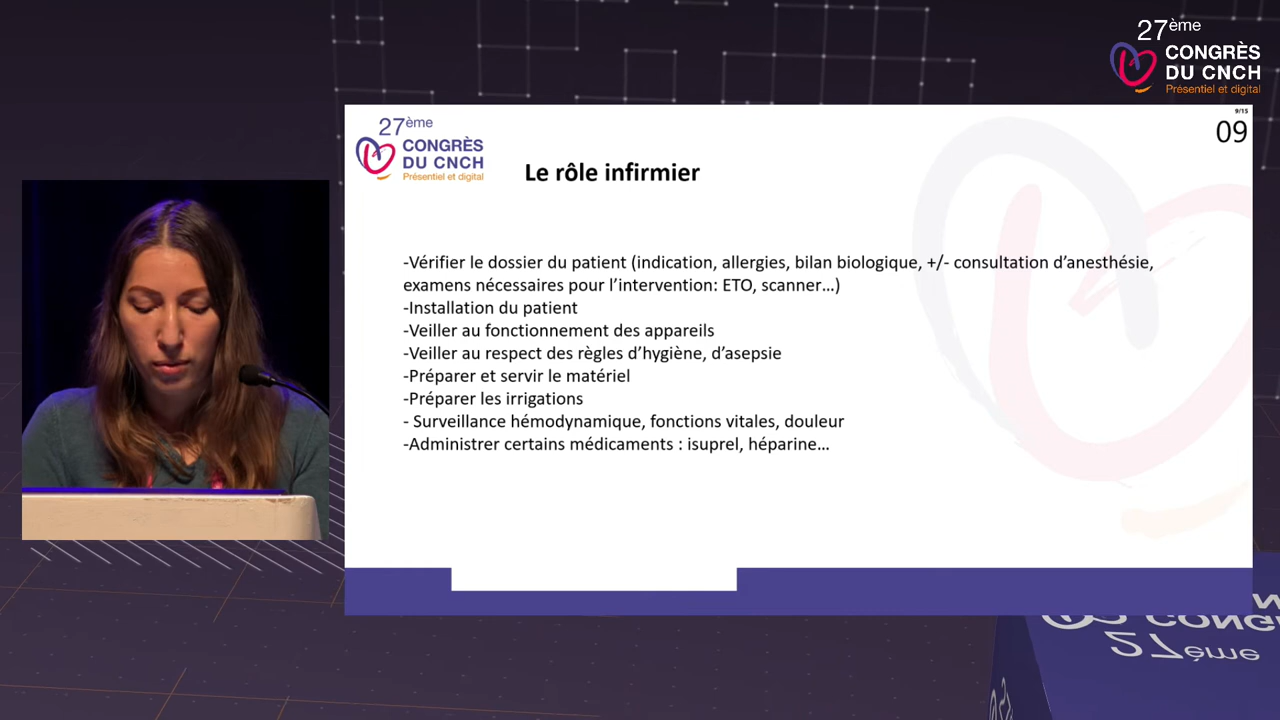 27ème
CONGRÈS
DU CNCH
Présentiel et digital
9/15
09
27ème
CONGRÈS
DU CNCH
Présentiel et digital
Le rôle infirmier
-Vérifier le dossier du patient (indication, allergies, bilan biologique, +/- consultation d’anesthésie,
examens nécessaires pour l’intervention: ETO, scanner…)
-Installation du patient
-Veiller au fonctionnement des appareils
-Veiller au respect des règles d’hygiène, d’asepsie
-Préparer et servir le matériel
-Préparer les irrigations
- Surveillance hémodynamique, fonctions vitales, douleur
-Administrer certains médicaments : isuprel, héparine…
27ème